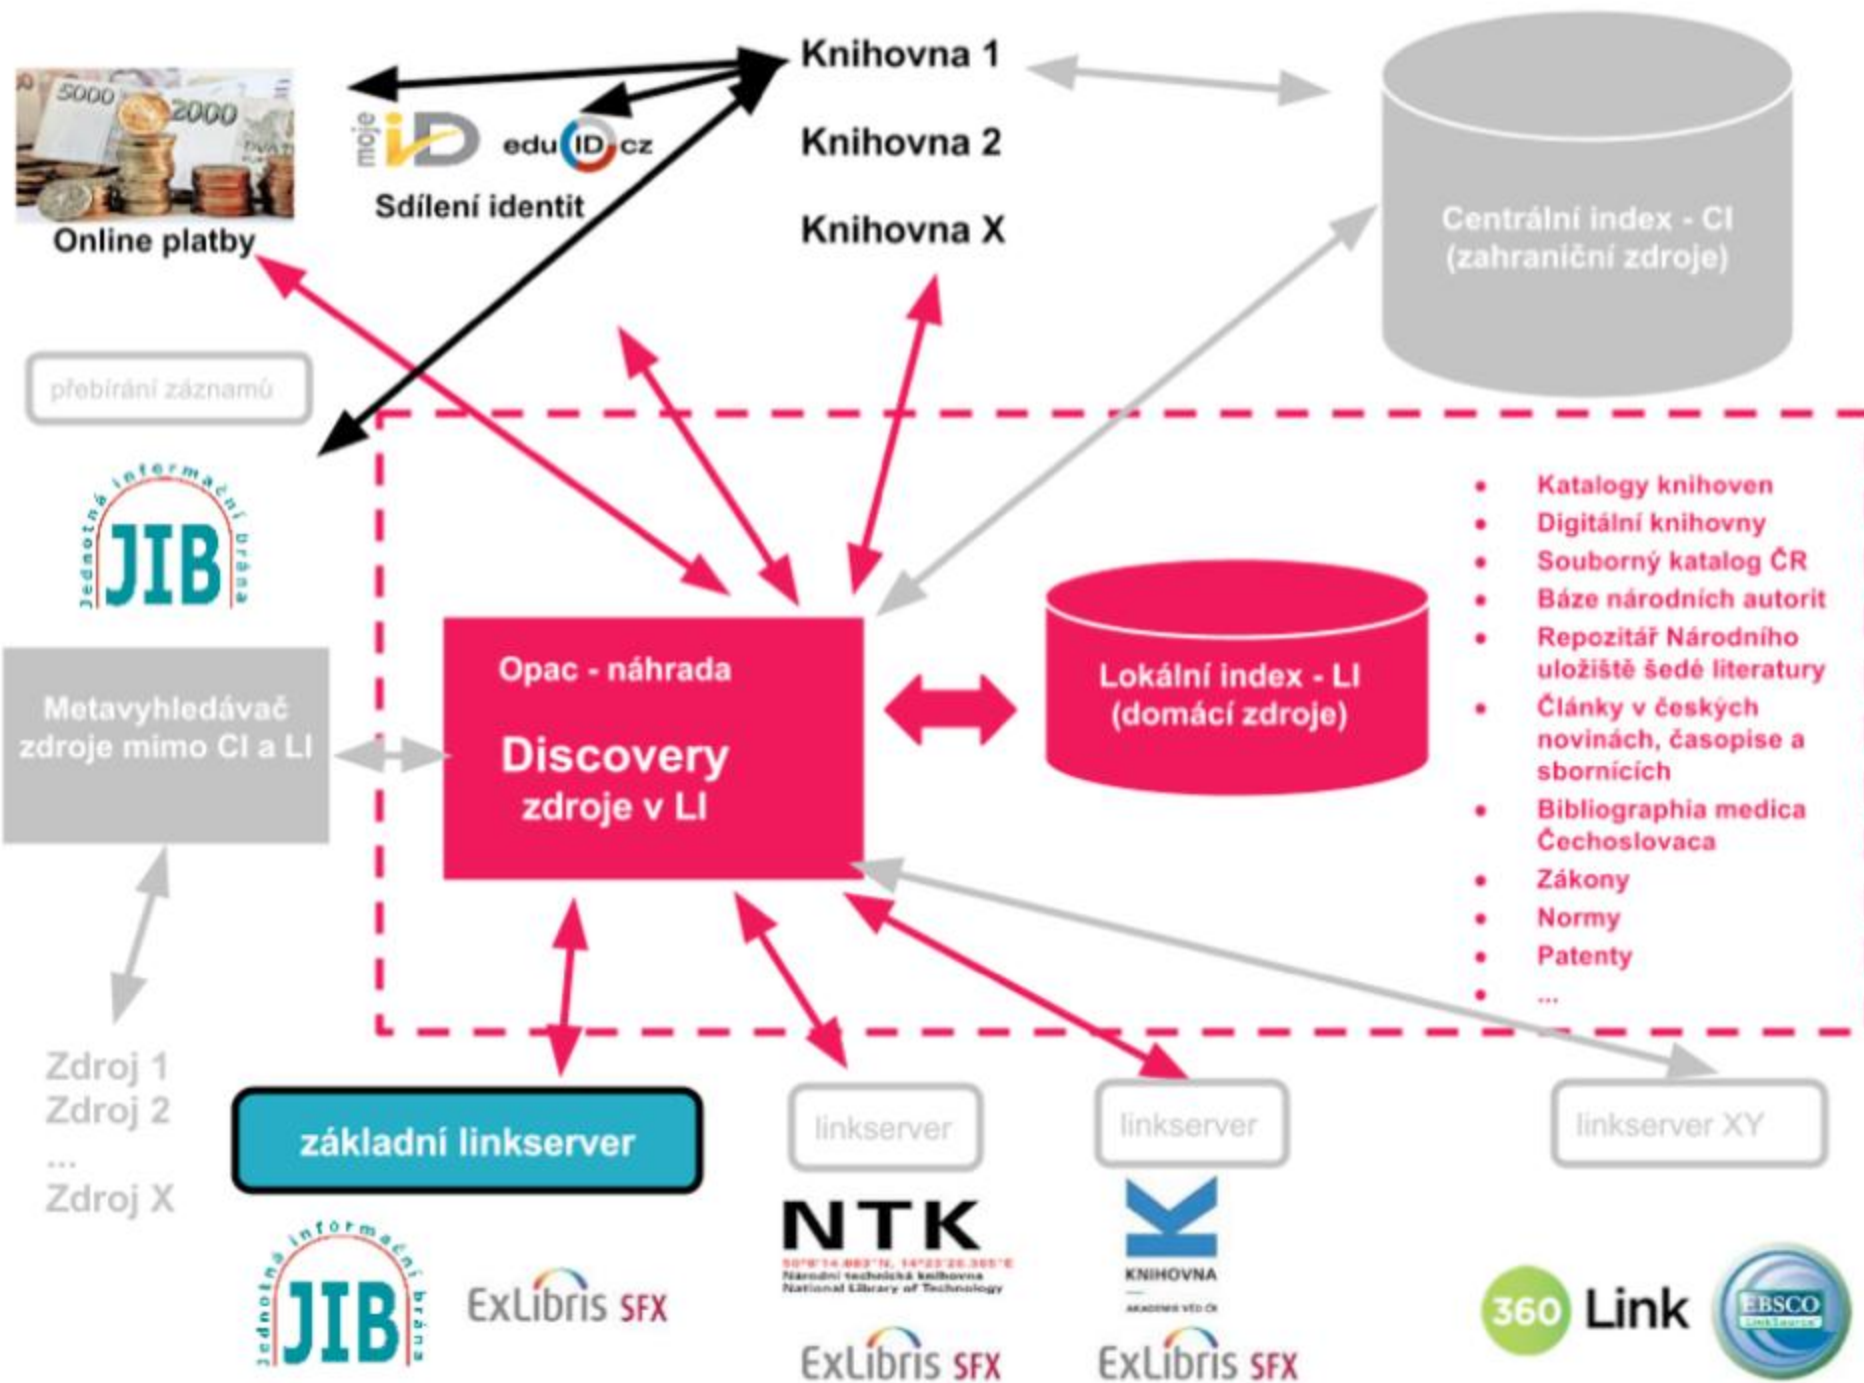 5000
2000
Online platby
moje
iD
edu ID.cz
Sdílení identit
Knihovna 1
Knihovna 2
Knihovna X
Centrální index - CI
(zahraniční zdroje)
přebírání záznamů
Jednotná informační brána
JIB
Metavyhledávač
zdroje mimo CI a LI
Opac - náhrada
Discovery
zdroje v LI
Lokální index - LI
(domácí zdroje)
• Katalogy knihoven
• Digitální knihovny
• Souborný katalog ČR
• Báze národních autorit
• Repozitář Národního
uložiště šedé literatury
• Články v českých
novinách, časopise a
sbornících
• Bibliographia medica
Čechoslovaca
• Zákony
• Normy
• Patenty
• ...
Zdroj 1
Zdroj 2
...
Zdroj X
základní linkserver
linkserver
linkserver
linkserver XY
Jednotná informační brána
JIB
ExLibris SFX
NTK
Národní technická knihovna
National Library of Technology
ExLibris SFX
KNIHOVNA
AKADEMIE VĚD ČR
ExLibris SFX
360 Link
EBSCO
LinkSource